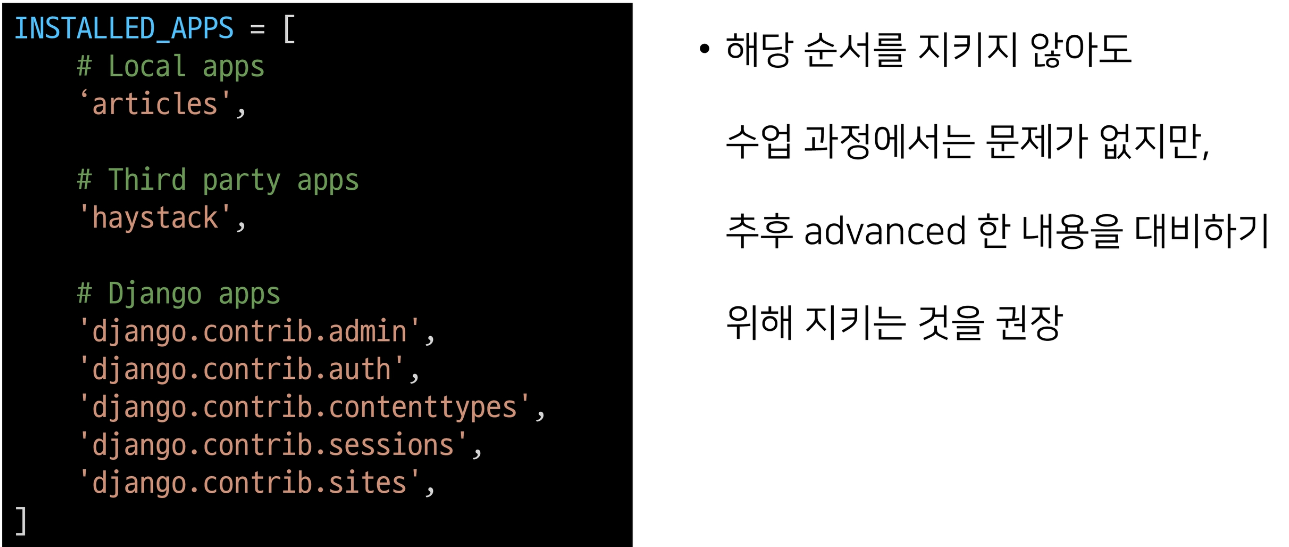 INSTALLED_APPS = [
# Local apps
‘articles',
# Third party apps
'haystack',
# Django apps
'django.contrib.admin',
'django.contrib.auth',
'django.contrib.contenttypes',
'django.contrib.sessions',
'django.contrib.sites',
]
• 해당 순서를 지키지 않아도
수업 과정에서는 문제가 없지만,
추후 advanced 한 내용을 대비하기
위해 지키는 것을 권장